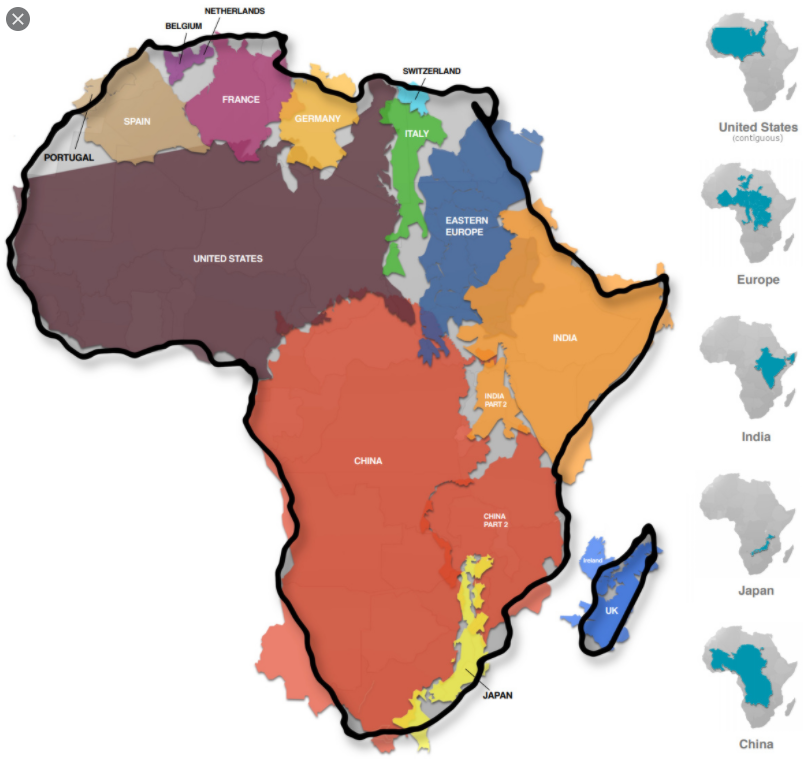 NETHERLANDS
BELGIUM
SWITZERLAND
SPAIN
FRANCE
GERMANY
ITALY
PORTUGAL
EASTERN
EUROPE
UNITED STATES
INDIA
INDIA
PART 2
CHINA
CHINA
PART 2
Ireland
UK
JAPAN
United States
(contiguous)
Europe
India
Japan
China